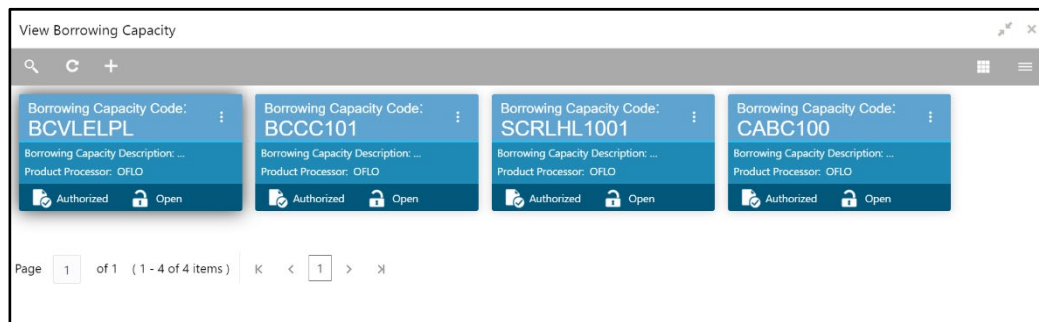 View Borrowing Capacity
Borrowing Capacity Code:
BCVLELPL
Borrowing Capacity Description: ...
Product Processor: OFLO
Authorized Open
Borrowing Capacity Code:
BCCC101
Borrowing Capacity Description: ...
Product Processor: OFLO
Authorized Open
Borrowing Capacity Code:
SCRLHL1001
Borrowing Capacity Description: ...
Product Processor: OFLO
Authorized Open
Borrowing Capacity Code:
CABC100
Borrowing Capacity Description: ...
Product Processor: OFLO
Authorized Open
Page 1 of 1 ( 1 - 4 of 4 items ) 1